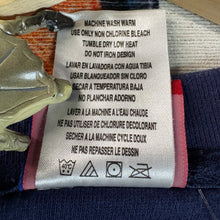 MACHINE WASH WARM
USE ONLY NON CHLORINE BLEACH
TUMBLE DRY LOW HEAT
DO NOT IRON DESIGN
LAVAR EN LAVADORA CON AGUA TIBIA
USAR BLANQUEADOR SIN CLORO
SECAR A TEMPERATURA BAJA
NO PLANCHAR ADORNO
LAVER A LA MACHINE A L'EAU CHAUDE
NE PAS UTILISER DE CHLORURE DECOLORANT
SÉCHER A LA MACHINE CYCLE DOUX
NE PAS REPASSER LE DESSIN